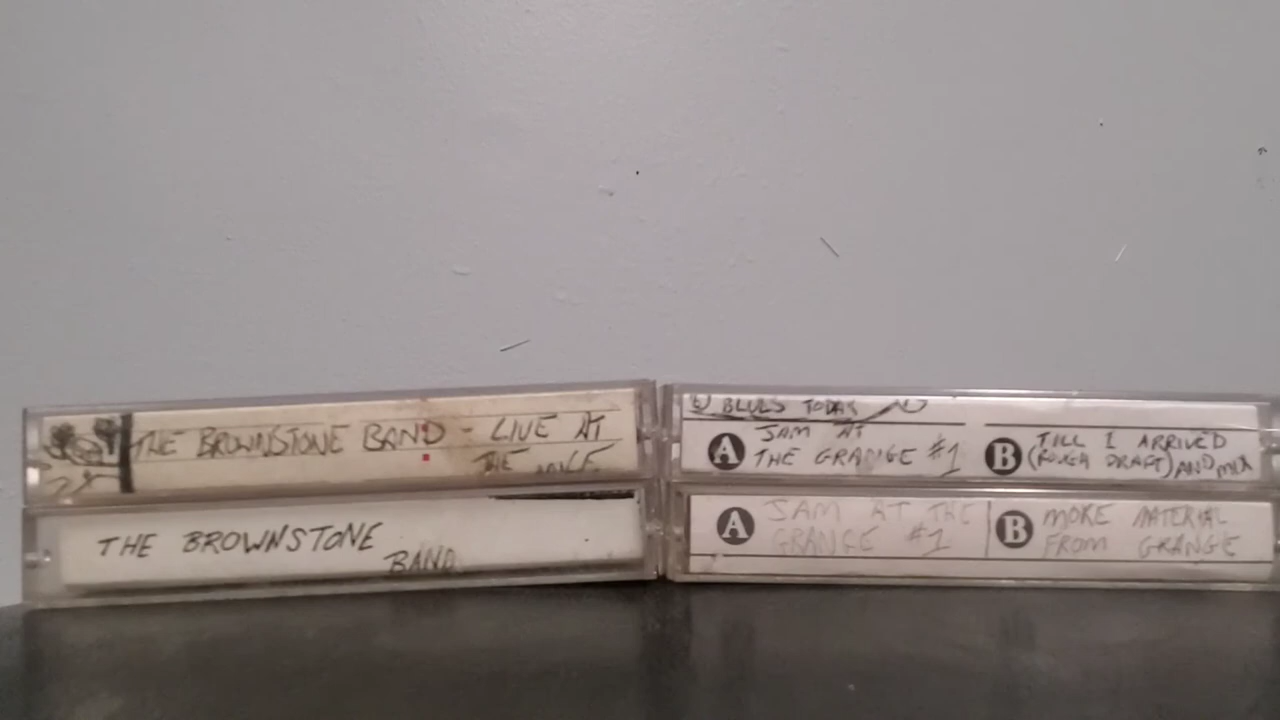 THE BROWNSTONE BAND - LIVE AT
THE
THE BROWNSTONE
BAND
BLUES TODAY
A JAM AT
THE GRANGE #1
B TILL I ARRIVED
(ROUGH DRAFT) AND MIX
A JAM AT THE
GRANGE #1
B MORE MATERIAL
FROM GRANGE